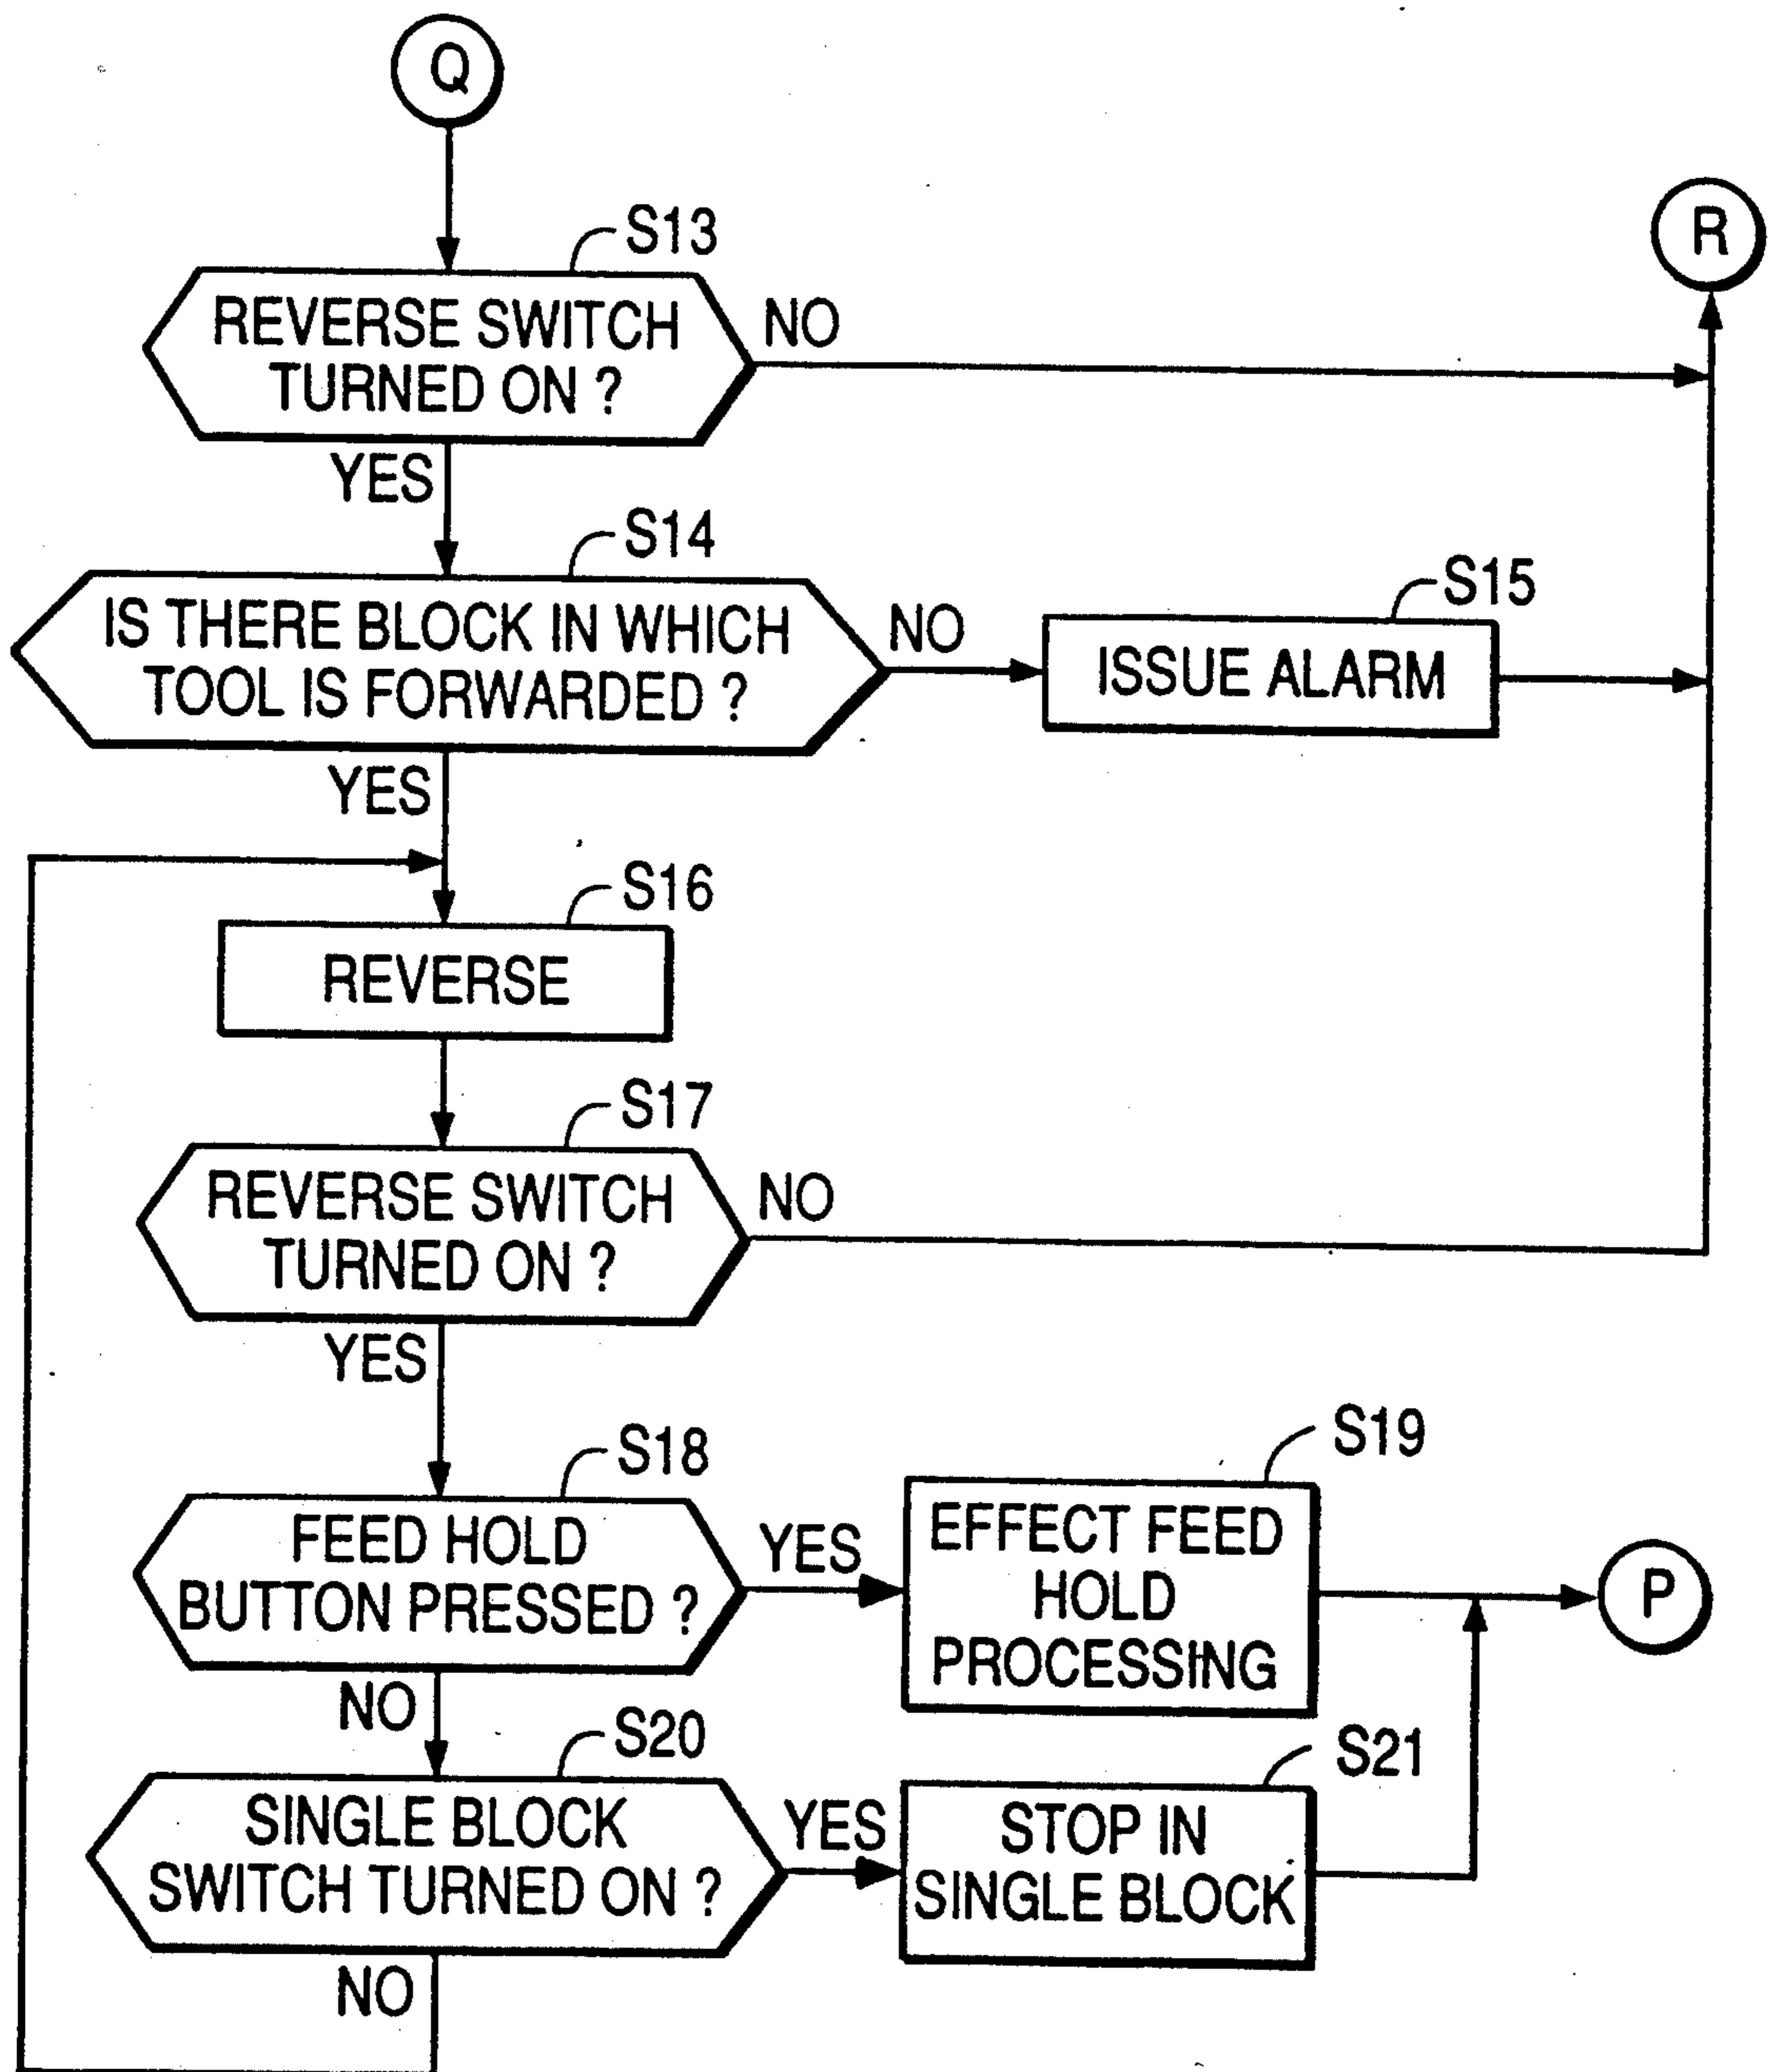 Q
R
S13
REVERSE SWITCH
TURNED ON ?
NO
YES
S14
IS THERE BLOCK IN WHICH
TOOL IS FORWARDED ?
NO
S15
ISSUE ALARM
YES
S16
REVERSE
S17
REVERSE SWITCH
TURNED ON ?
NO
YES
S18
FEED HOLD
BUTTON PRESSED ?
YES
S19
EFFECT FEED
HOLD
PROCESSING
P
NO
S20
SINGLE BLOCK
SWITCH TURNED ON ?
YES
S21
STOP IN
SINGLE BLOCK
NO